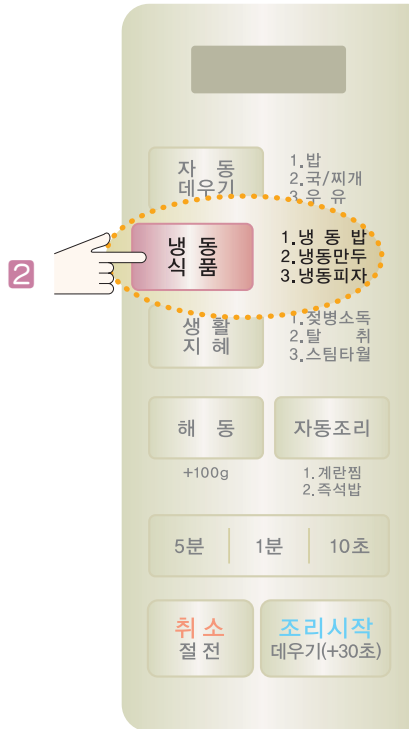 자 동
데우기
1.밥
2.국/찌개
3.우 유
2
냉 동
식 품
1.냉 동 밥
2.냉동만두
3.냉동피자
생 활
지 혜
1.젖병소독
2.탈 취
3.스팀타월
해 동
자동조리
+100g
1.계란찜
2.즉석밥
5분
1분
10초
취소
절전
조리시작
데우기(+30초)